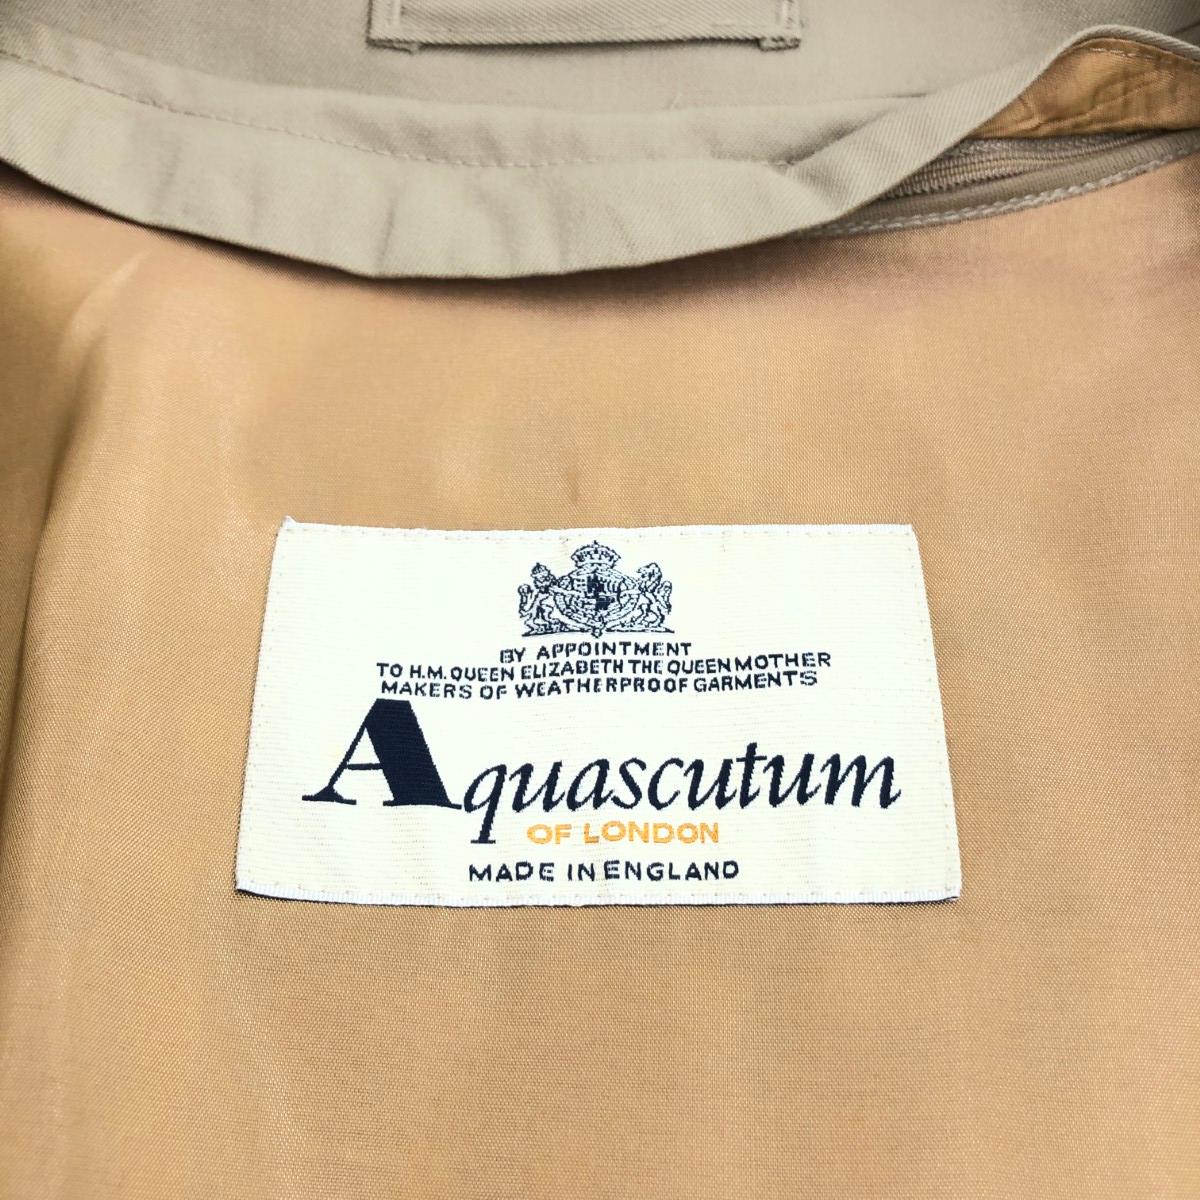 BY APPOINTMENT
TO H.M. QUEEN ELIZABETH THE QUEEN MOTHER
MAKERS OF WEATHERPROOF GARMENTS
Aquascutum
OF LONDON
MADE IN ENGLAND